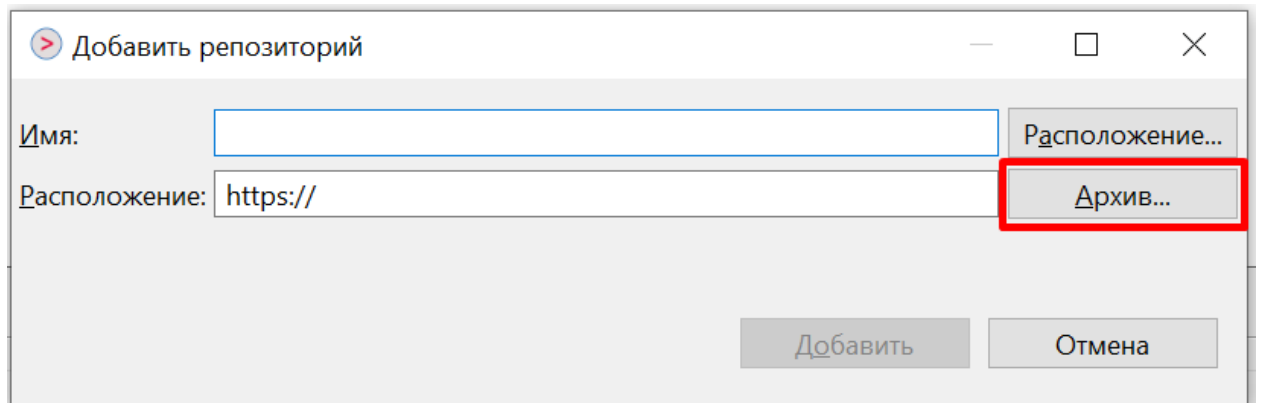 Добавить репозиторий
Имя: Расположение...
Расположение: https:// Архив...
Добавить Отмена